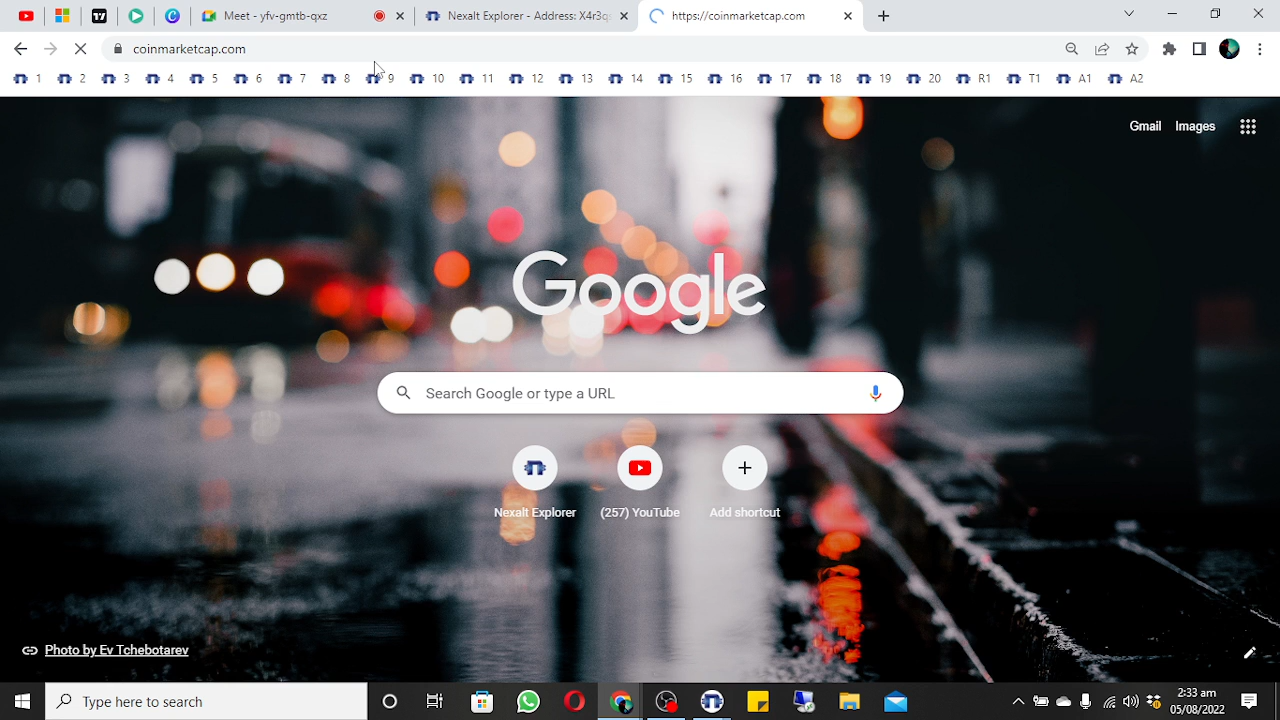 Meet - yfv-gmtb-qxz
Nexalt Explorer - Address: X4r3q
https://coinmarketcap.com
coinmarketcap.com
1 2 3 4 5 6 7 8 9 10 11 12 13 14 15 16 17 18 19 20 R1 T1 A1 A2
Gmail Images
Google
Search Google or type a URL
Nexalt Explorer
(257) YouTube
Add shortcut
Photo by Ev Tchebotarev
Type here to search
2:33 am
05/08/2022